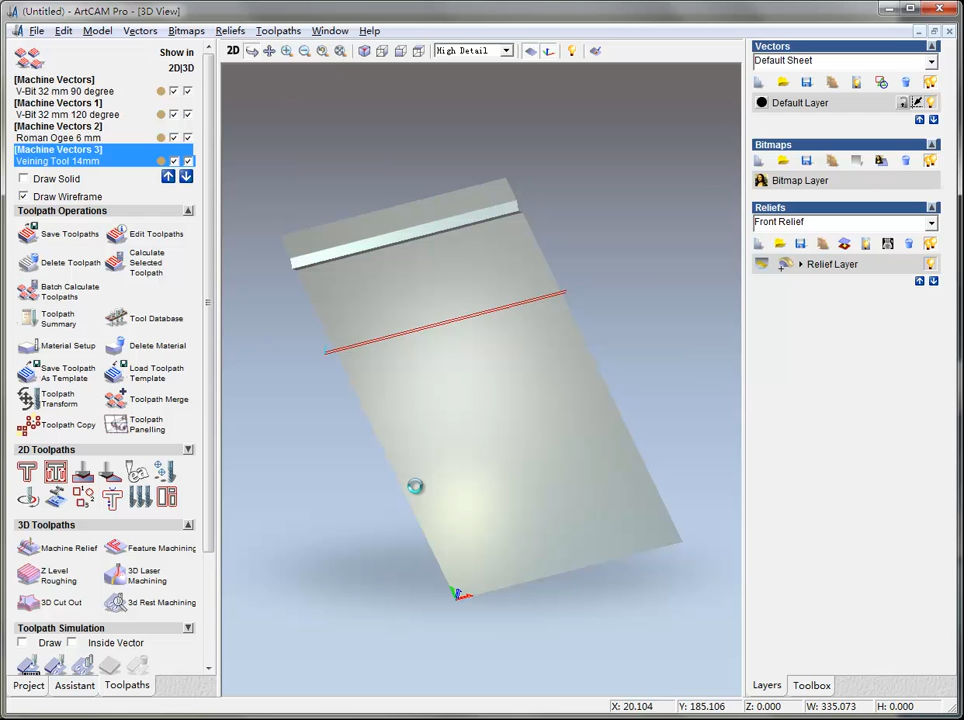 (Untitled) - ArtCAM Pro - [3D View]
File Edit Model Vectors Bitmaps Reliefs Toolpaths Window Help
Show in
2D|3D
[Machine Vectors]
V-Bit 32 mm 90 degree
[Machine Vectors 1]
V-Bit 32 mm 120 degree
[Machine Vectors 2]
Roman Ogee 6 mm
[Machine Vectors 3]
Veining Tool 14mm
Draw Solid
Draw Wireframe
Toolpath Operations
Save Toolpaths
Edit Toolpaths
Delete Toolpath
Calculate
Selected
Toolpath
Batch Calculate
Toolpaths
Toolpath
Summary
Tool Database
Material Setup
Delete Material
Save Toolpath
As Template
Load Toolpath
Template
Toolpath
Transform
Toolpath Merge
Toolpath Copy
Toolpath
Panelling
2D Toolpaths
3D Toolpaths
Machine Relief
Feature Machining
Z Level
Roughing
3D Laser
Machining
3D Cut Out
3d Rest Machining
Toolpath Simulation
Draw
Inside Vector
Project Assistant Toolpaths
2D
High Detail
Vectors
Default Sheet
Default Layer
Bitmaps
Bitmap Layer
Reliefs
Front Relief
Relief Layer
Layers Toolbox
X: 20.104 Y: 185.106 Z: 0.000 W: 335.073 H: 0.000